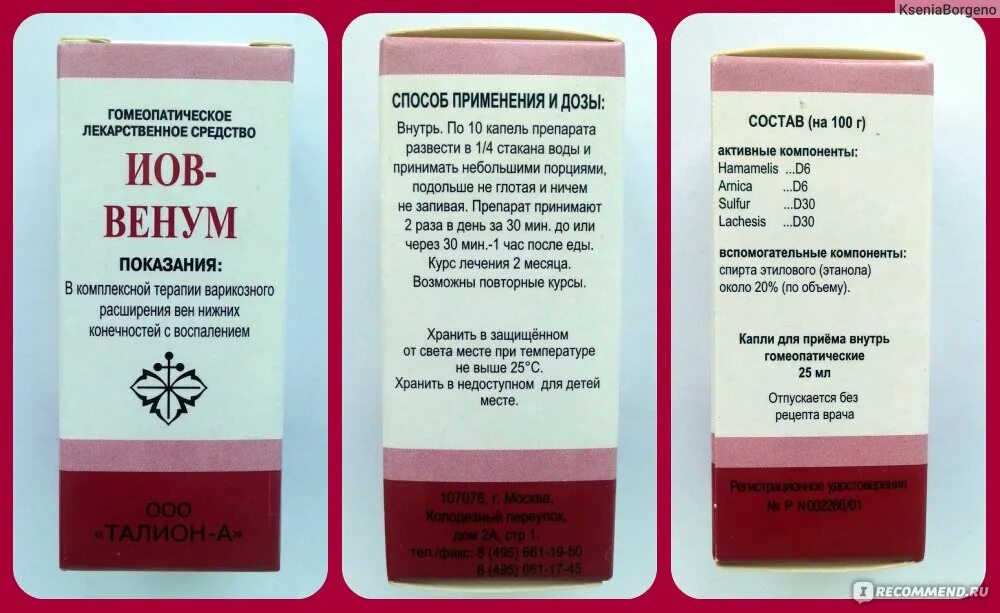 KseniaBorgeno
ГОМЕОПАТИЧЕСКОЕ
ЛЕКАРСТВЕННОЕ СРЕДСТВО
ИОВ-
ВЕНУМ
ПОКАЗАНИЯ:
В комплексной терапии варикозного
расширения вен нижних
конечностей с воспалением
ООО
«ТАЛИОН-А»
СПОСОБ ПРИМЕНЕНИЯ И ДОЗЫ:
Внутрь. По 10 капель препарата
развести в 1/4 стакана воды и
принимать небольшими порциями,
подольше не глотая и ничем
не запивая. Препарат принимают
2 раза в день за 30 мин. до или
через 30 мин.-1 час после еды.
Курс лечения 2 месяца.
Возможны повторные курсы.
Хранить в защищённом
от света месте при температуре
не выше 25°С.
Хранить в недоступном для детей
месте.
107076, г. Москва,
Колодезный переулок,
дом 2А, стр 1.
тел./факс: 8 (495) 661-19-50
8 (495) 661-17-45
СОСТАВ (на 100 г)
активные компоненты:
Hamamelis ...D6
Arnica ...D6
Sulfur ...D30
Lachesis ...D30
вспомогательные компоненты:
спирта этилового (этанола)
около 20% (по объему).
Капли для приёма внутрь
гомеопатические
25 мл
Отпускается без
рецепта врача
Регистрационное удостоверение
№ Р N002266/01
I RECOMMEND.RU